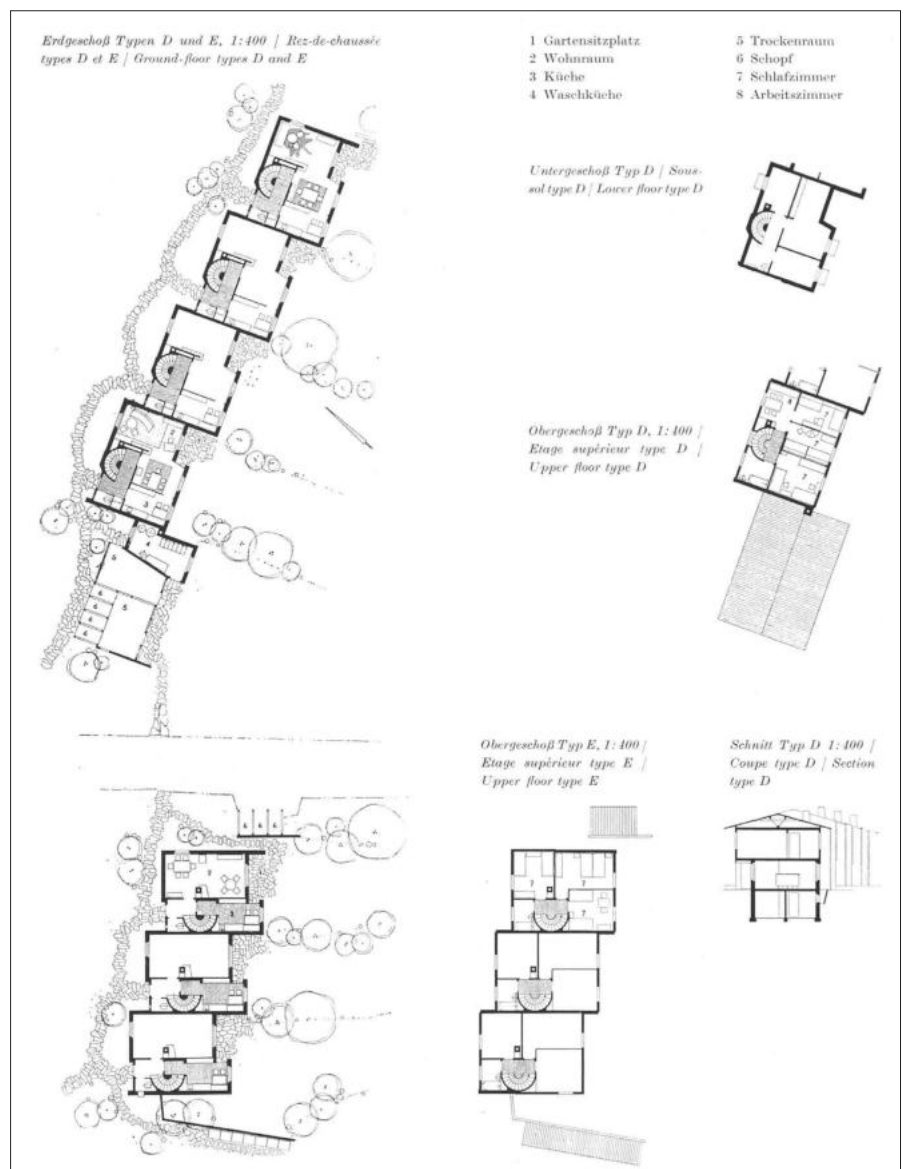 Erdgeschoß Typen D und E, 1:400 / Rez-de-chaussée
types D et E / Ground-floor types D and E
1 Gartensitzplatz
2 Wohnraum
3 Küche
4 Waschküche
5 Trockenraum
6 Schopf
7 Schlafzimmer
8 Arbeitszimmer
Untergeschoß Typ D / Sous-
sol type D / Lower floor type D
Obergeschoß Typ D, 1:400 /
Etage supérieur type D /
Upper floor type D
Obergeschoß Typ E, 1:400 /
Etage supérieur type E /
Upper floor type E
Schnitt Typ D 1:400 /
Coupe type D / Section
type D